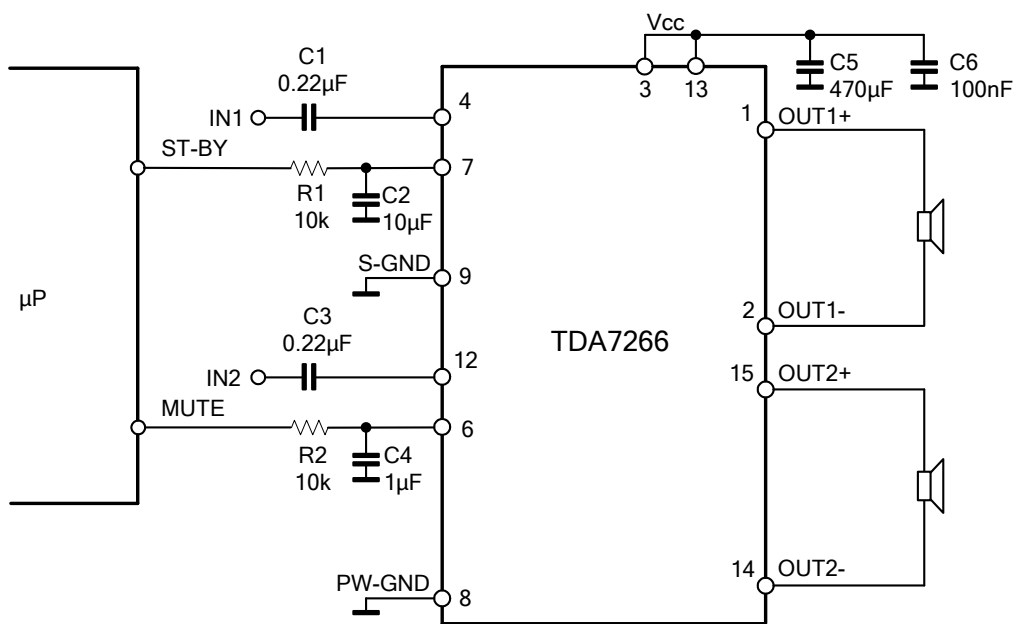 Vcc
C1
0.22µF
C5
470µF
C6
100nF
3
13
IN1
4
1
OUT1+
ST-BY
7
R1
10k
C2
10µF
S-GND
9
µP
C3
0.22µF
2
OUT1-
TDA7266
IN2
12
15
OUT2+
MUTE
6
R2
10k
C4
1µF
14
OUT2-
PW-GND
8